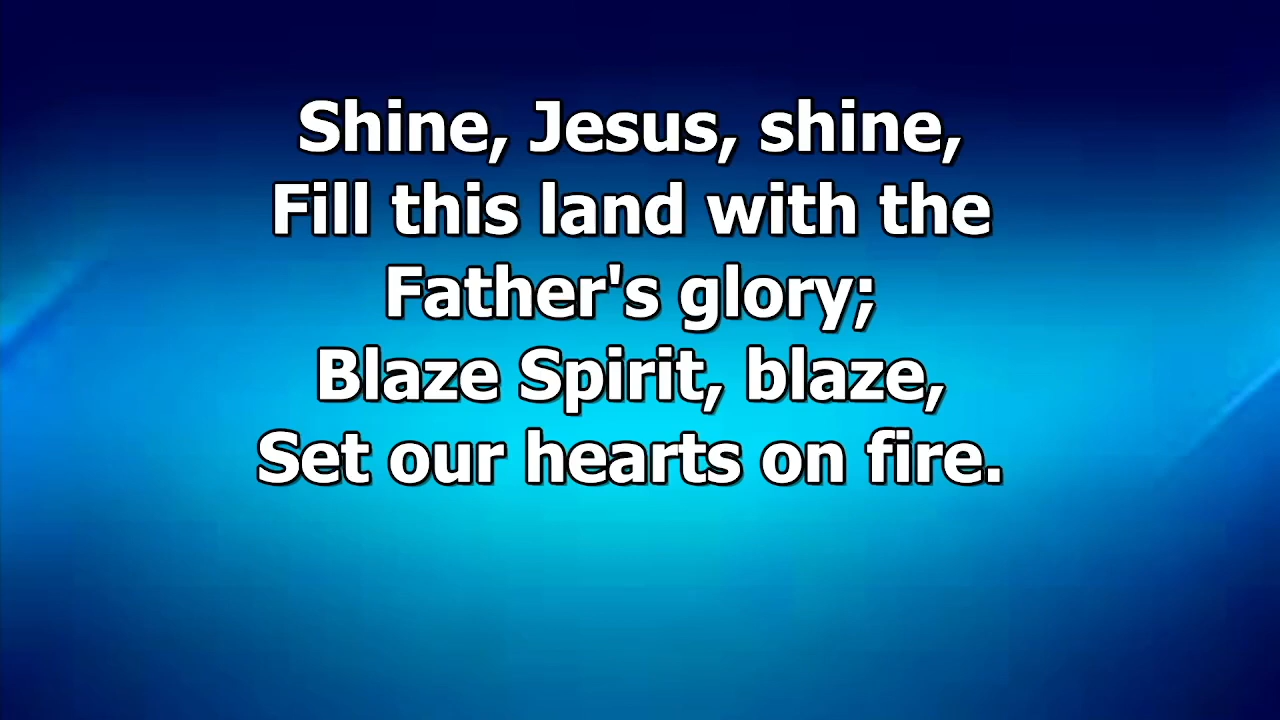 Shine, Jesus, shine,
Fill this land with the
Father's glory;
Blaze Spirit, blaze,
Set our hearts on fire.